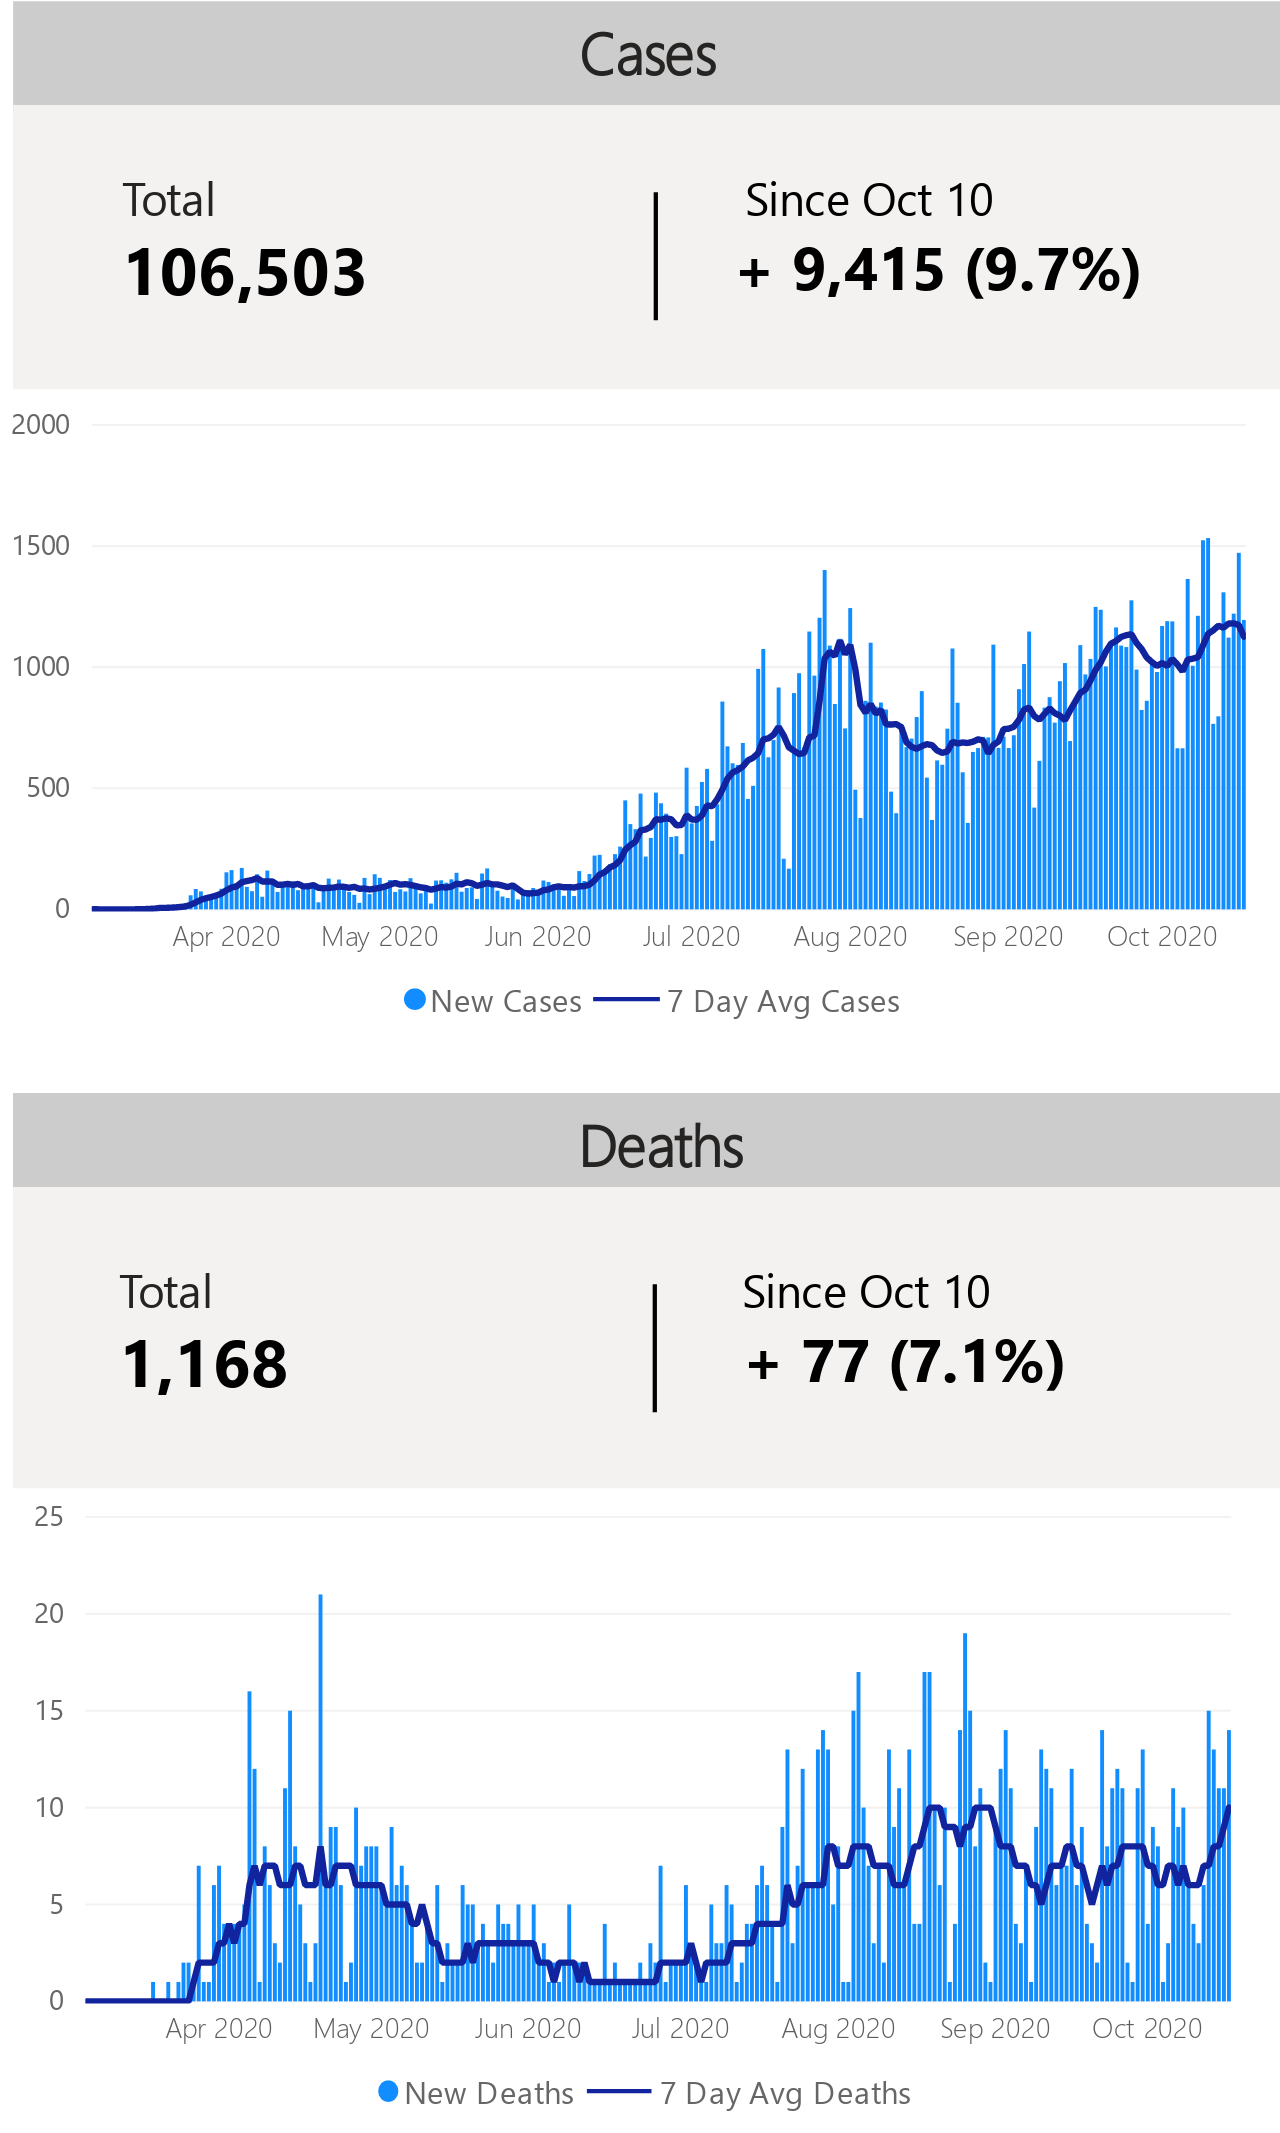 Cases
Total
Since Oct 10
106,503
+ 9,415 (9.7%)
2000
1500
1000
500
0
Apr 2020 May 2020 Jun 2020 Jul 2020 Aug 2020 Sep 2020 Oct 2020
New Cases 7 Day Avg Cases
Deaths
Total
Since Oct 10
1,168
+ 77 (7.1%)
25
20
15
10
5
0
Apr 2020 May 2020 Jun 2020 Jul 2020 Aug 2020 Sep 2020 Oct 2020
New Deaths 7 Day Avg Deaths